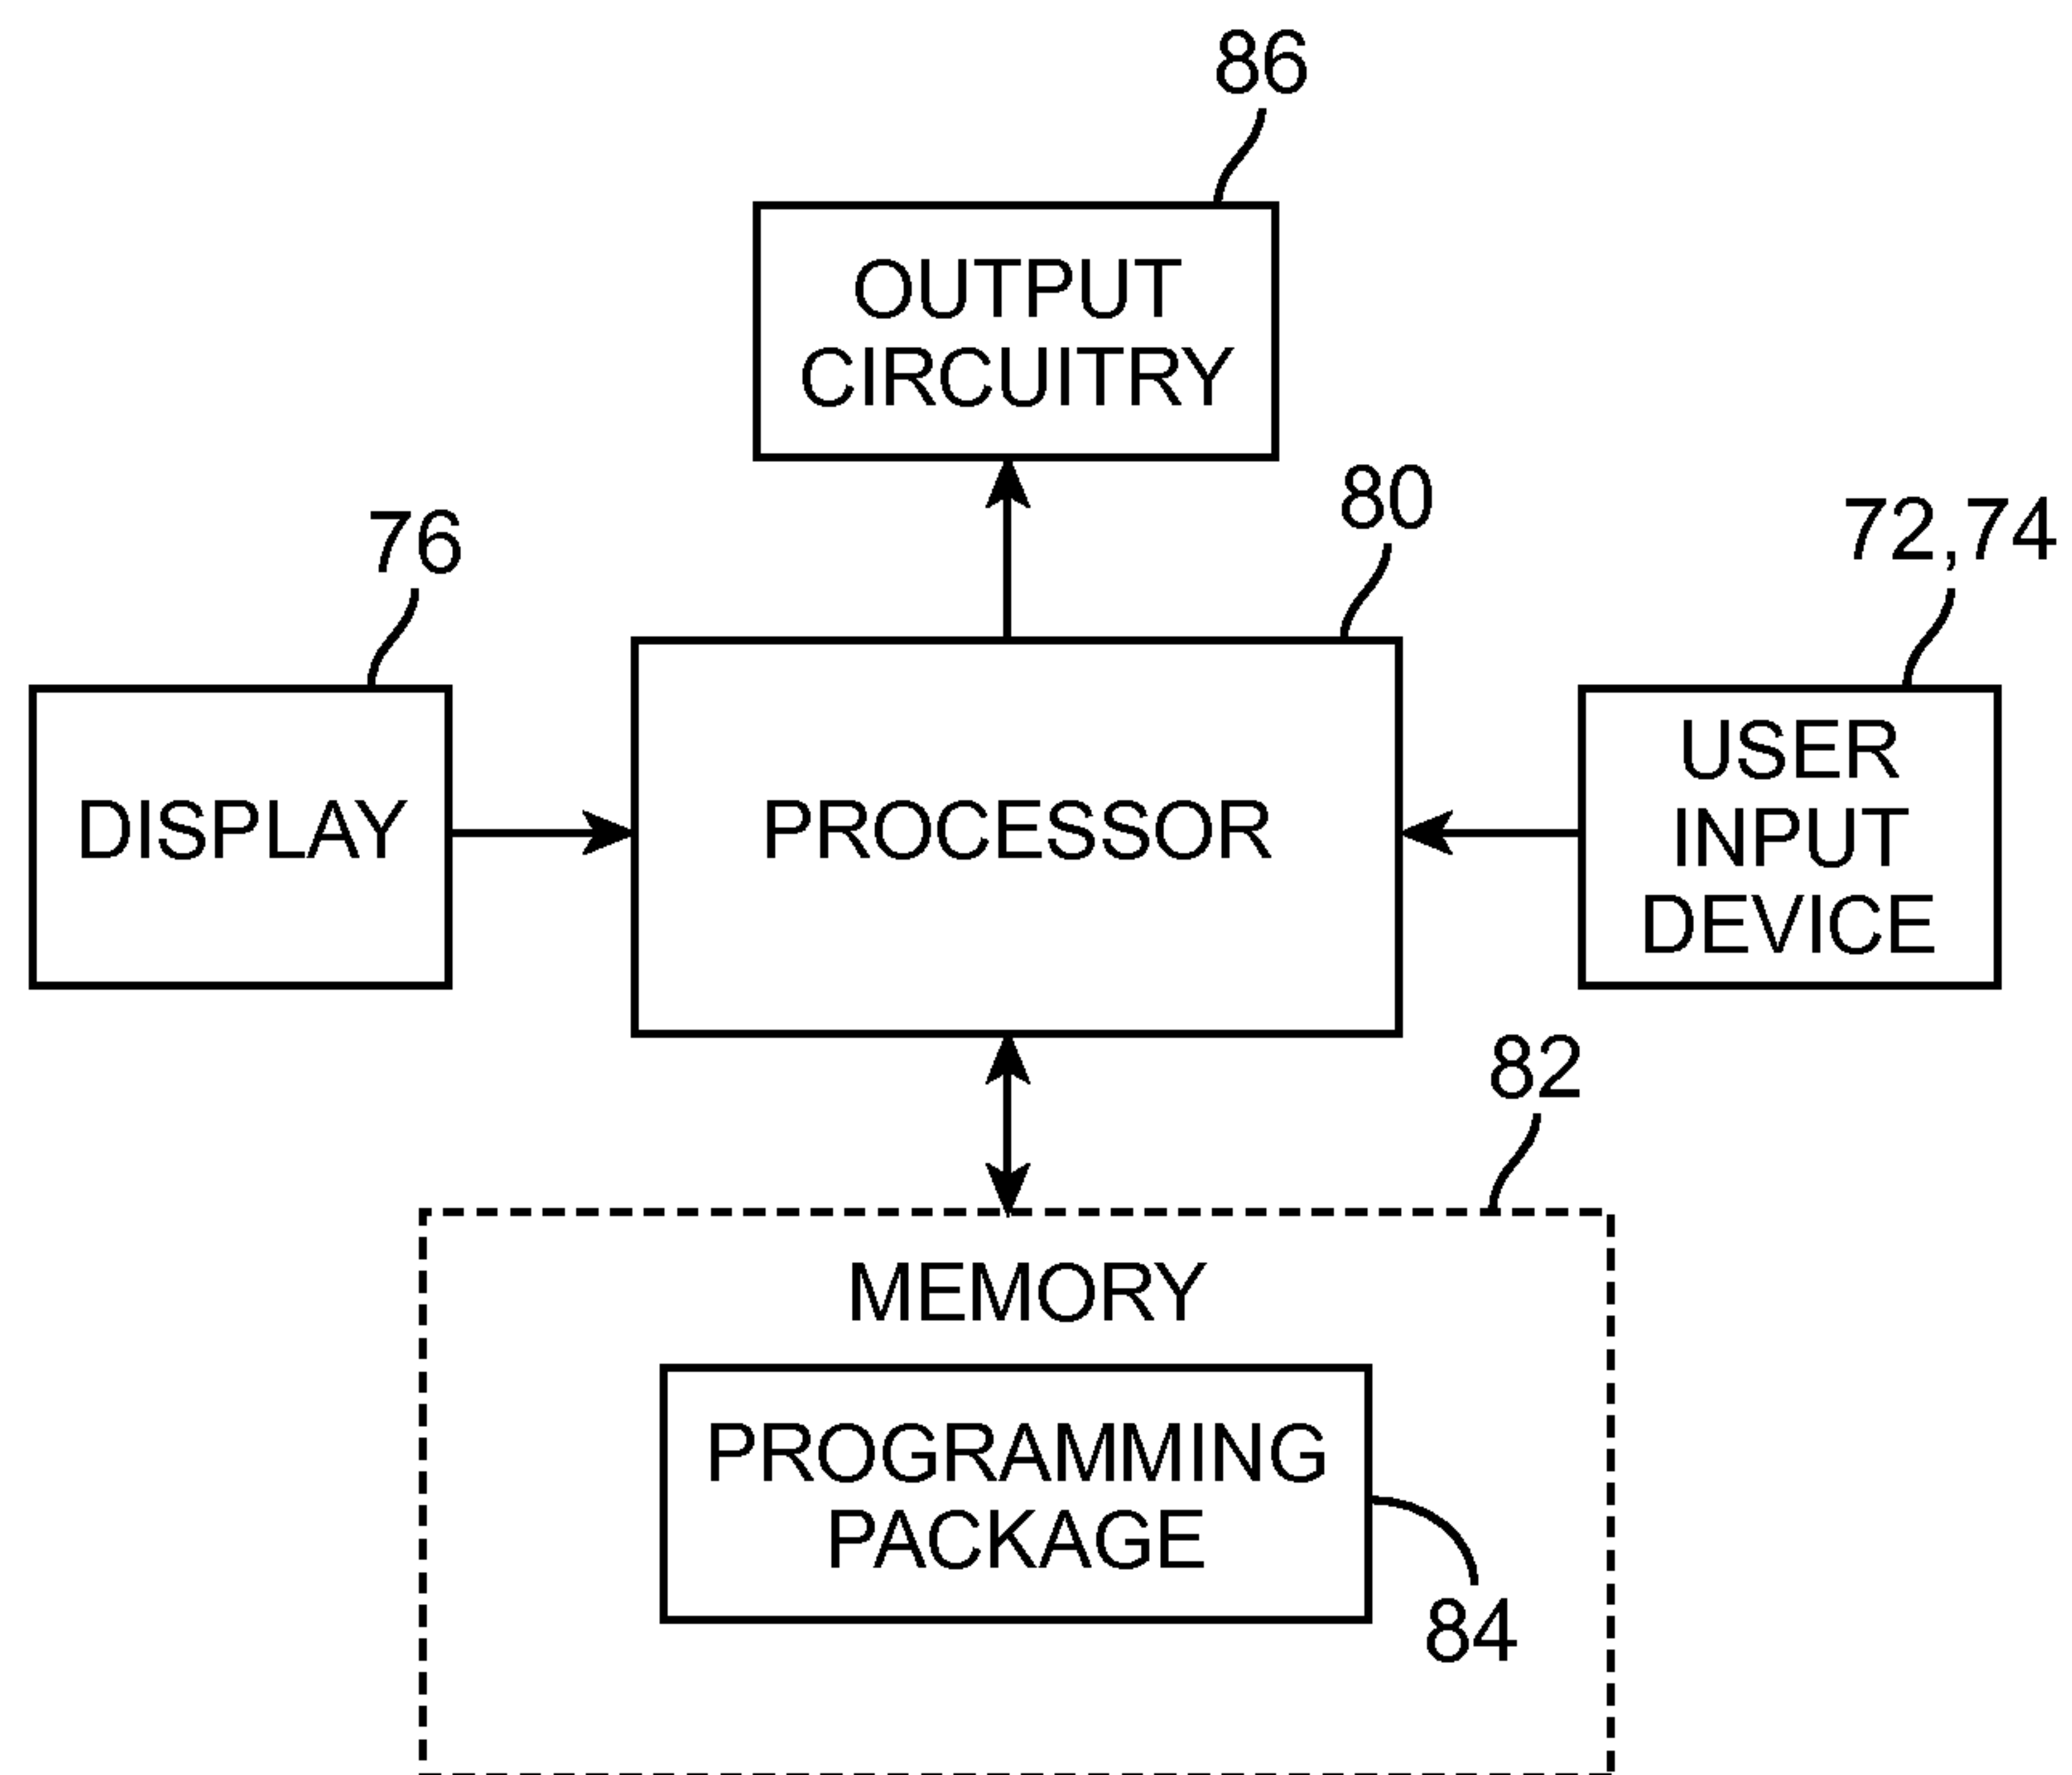 86
OUTPUT
CIRCUITRY
80
76
72,74
DISPLAY
PROCESSOR
USER
INPUT
DEVICE
82
MEMORY
PROGRAMMING
PACKAGE
84